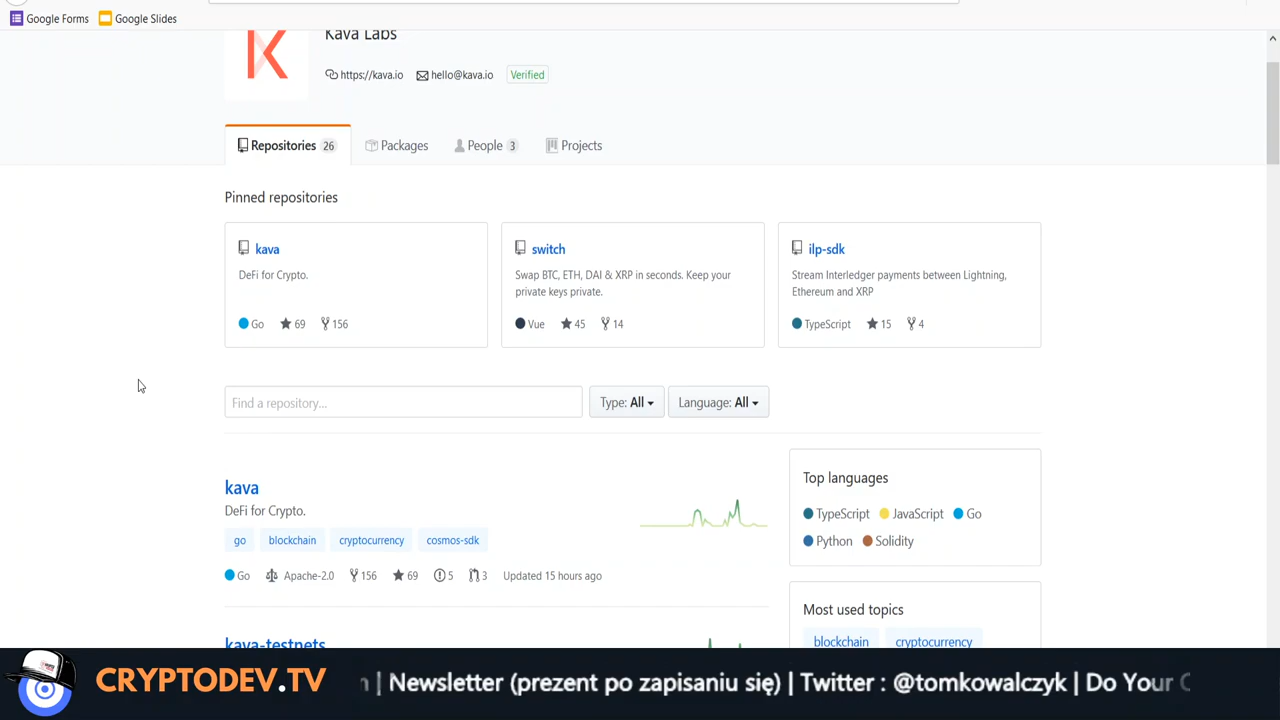 Google Forms Google Slides
Kava Labs
https://kava.io hello@kava.io Verified
Repositories 26 Packages People 3 Projects
Pinned repositories
kava
DeFi for Crypto.
Go 69 156
switch
Swap BTC, ETH, DAI & XRP in seconds. Keep your
private keys private.
Vue 45 14
ilp-sdk
Stream Interledger payments between Lightning,
Ethereum and XRP
TypeScript 15 4
Find a repository... Type: All Language: All
kava
DeFi for Crypto.
go blockchain cryptocurrency cosmos-sdk
Go Apache-2.0 156 69 5 3 Updated 15 hours ago
kava-testnets
Top languages
TypeScript JavaScript Go
Python Solidity
Most used topics
blockchain cryptocurrency
CRYPTODEV.TV | Newsletter (prezent po zapisaniu się) | Twitter : @tomkowalczyk | Do Your